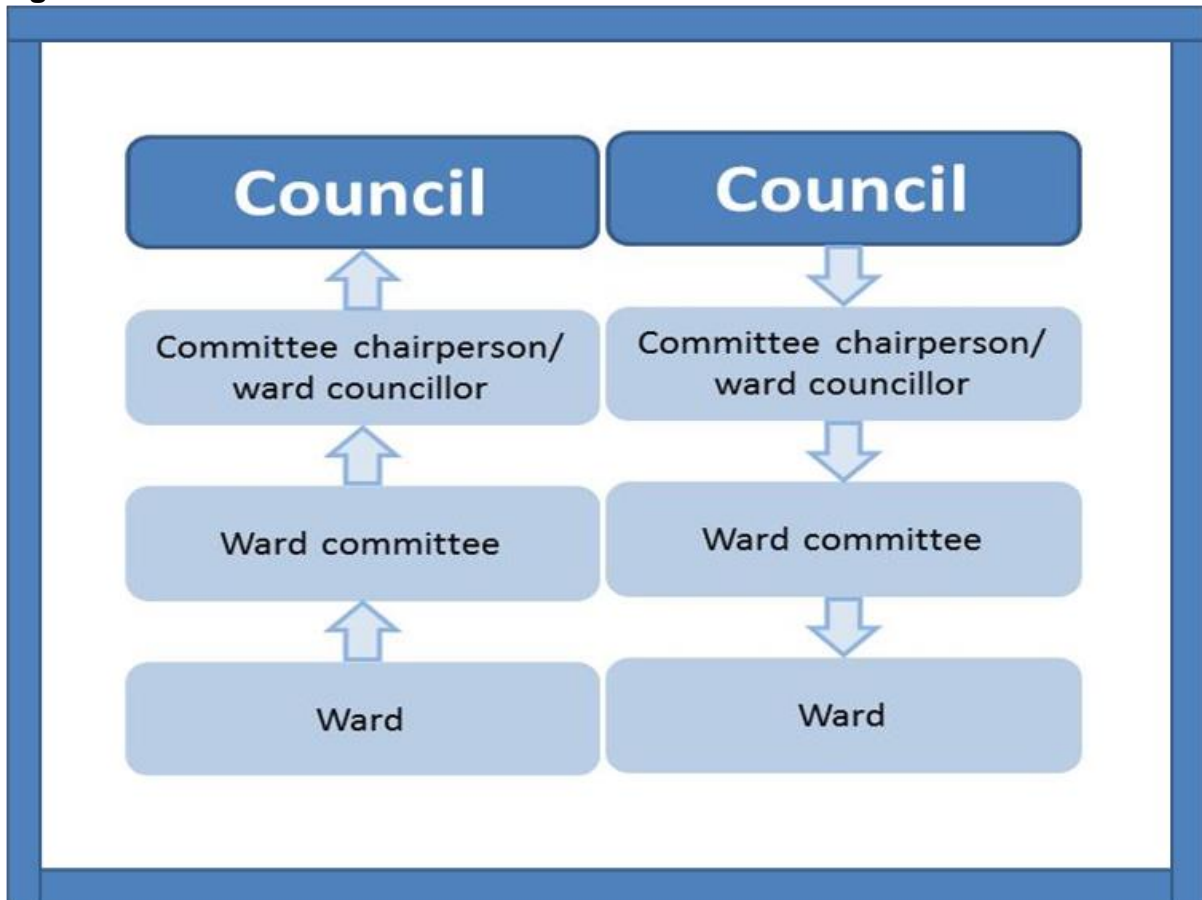 Council
Committee chairperson/
ward councillor
Ward committee
Ward
Council
Committee chairperson/
ward councillor
Ward committee
Ward